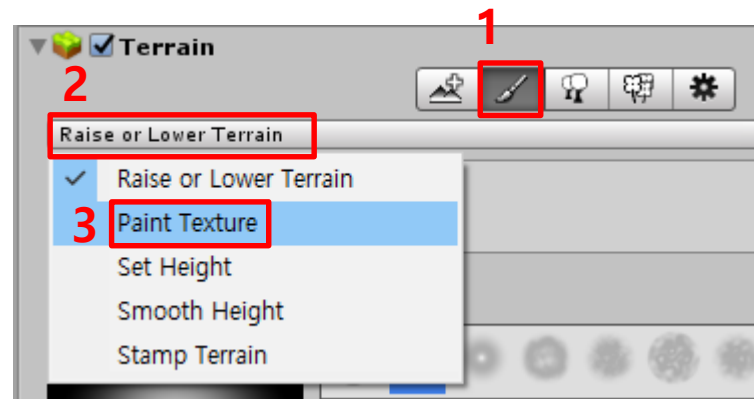 1
Terrain
2
Raise or Lower Terrain
Raise or Lower Terrain
3 Paint Texture
Set Height
Smooth Height
Stamp Terrain